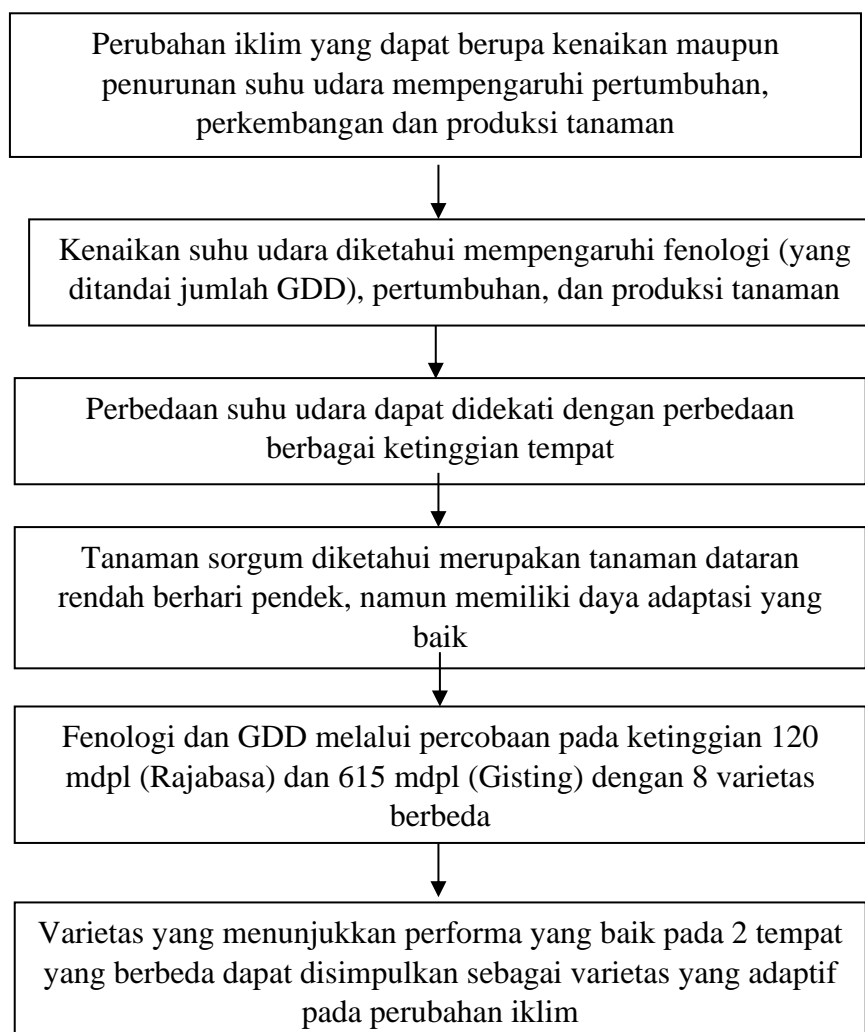 Perubahan iklim yang dapat berupa kenaikan maupun
penurunan suhu udara mempengaruhi pertumbuhan,
perkembangan dan produksi tanaman
Kenaikan suhu udara diketahui mempengaruhi fenologi (yang
ditandai jumlah GDD), pertumbuhan, dan produksi tanaman
Perbedaan suhu udara dapat didekati dengan perbedaan
berbagai ketinggian tempat
Tanaman sorgum diketahui merupakan tanaman dataran
rendah berhari pendek, namun memiliki daya adaptasi yang
baik
Fenologi dan GDD melalui percobaan pada ketinggian 120
mdpl (Rajabasa) dan 615 mdpl (Gisting) dengan 8 varietas
berbeda
Varietas yang menunjukkan performa yang baik pada 2 tempat
yang berbeda dapat disimpulkan sebagai varietas yang adaptif
pada perubahan iklim